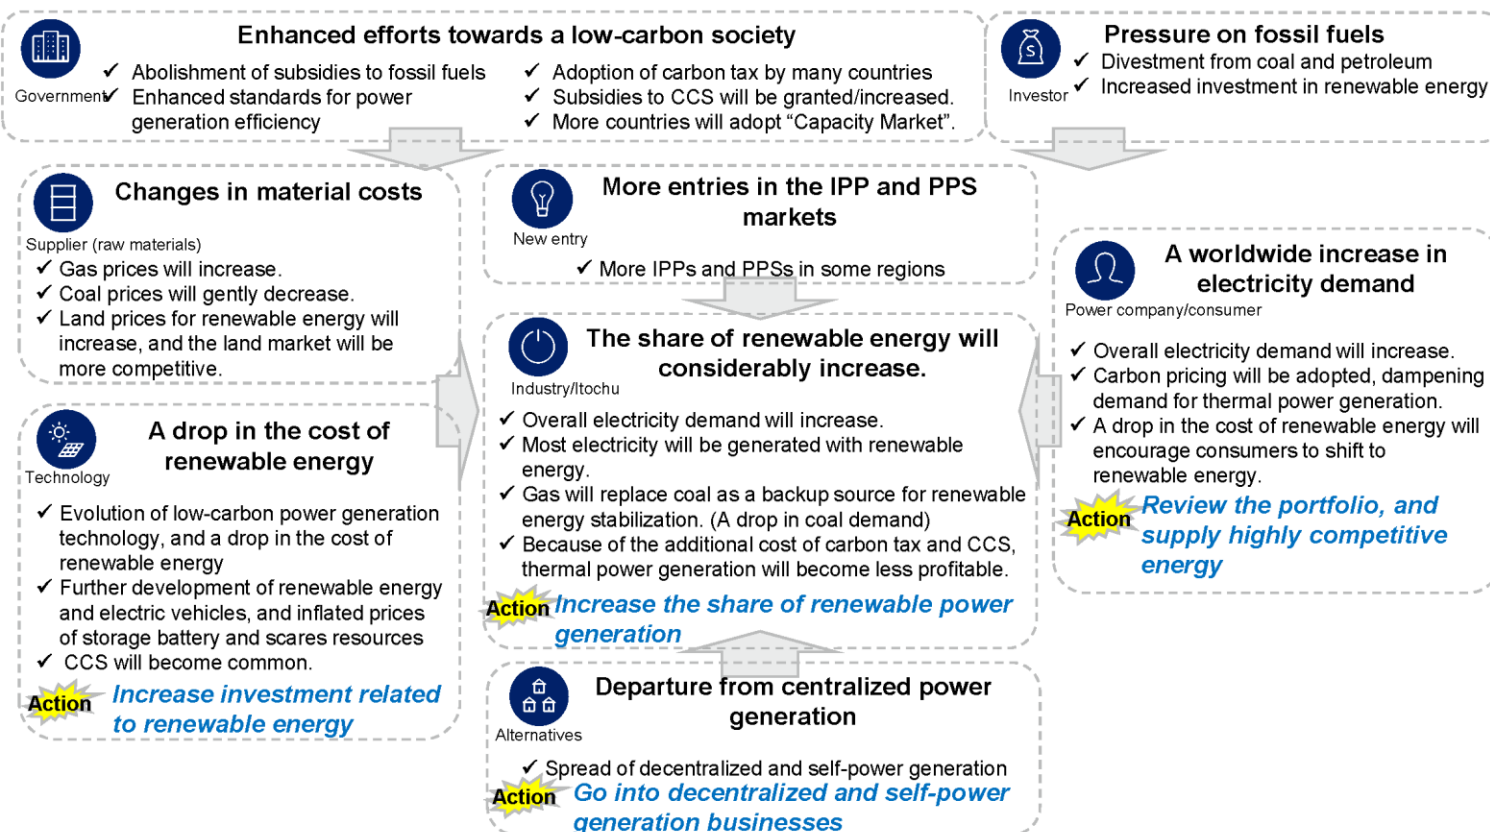 Enhanced efforts towards a low-carbon society
Government
✓ Abolishment of subsidies to fossil fuels
✓ Enhanced standards for power
generation efficiency
✓ Adoption of carbon tax by many countries
✓ Subsidies to CCS will be granted/increased.
✓ More countries will adopt “Capacity Market”.
Pressure on fossil fuels
Investor
✓ Divestment from coal and petroleum
✓ Increased investment in renewable energy
Changes in material costs
Supplier (raw materials)
✓ Gas prices will increase.
✓ Coal prices will gently decrease.
✓ Land prices for renewable energy will
increase, and the land market will be
more competitive.
More entries in the IPP and PPS
markets
New entry
✓ More IPPs and PPSs in some regions
A worldwide increase in
electricity demand
Power company/consumer
✓ Overall electricity demand will increase.
✓ Carbon pricing will be adopted, dampening
demand for thermal power generation.
✓ A drop in the cost of renewable energy will
encourage consumers to shift to
renewable energy.
Action
Review the portfolio, and
supply highly competitive
energy
The share of renewable energy will
considerably increase.
Industry/Itochu
✓ Overall electricity demand will increase.
✓ Most electricity will be generated with renewable
energy.
✓ Gas will replace coal as a backup source for renewable
energy stabilization. (A drop in coal demand)
✓ Because of the additional cost of carbon tax and CCS,
thermal power generation will become less profitable.
Action
Increase the share of renewable power
generation
A drop in the cost of
renewable energy
Technology
✓ Evolution of low-carbon power generation
technology, and a drop in the cost of
renewable energy
✓ Further development of renewable energy
and electric vehicles, and inflated prices
of storage battery and scares resources
✓ CCS will become common.
Action
Increase investment related
to renewable energy
Departure from centralized power
generation
Alternatives
✓ Spread of decentralized and self-power generation
Action
Go into decentralized and self-power
generation businesses